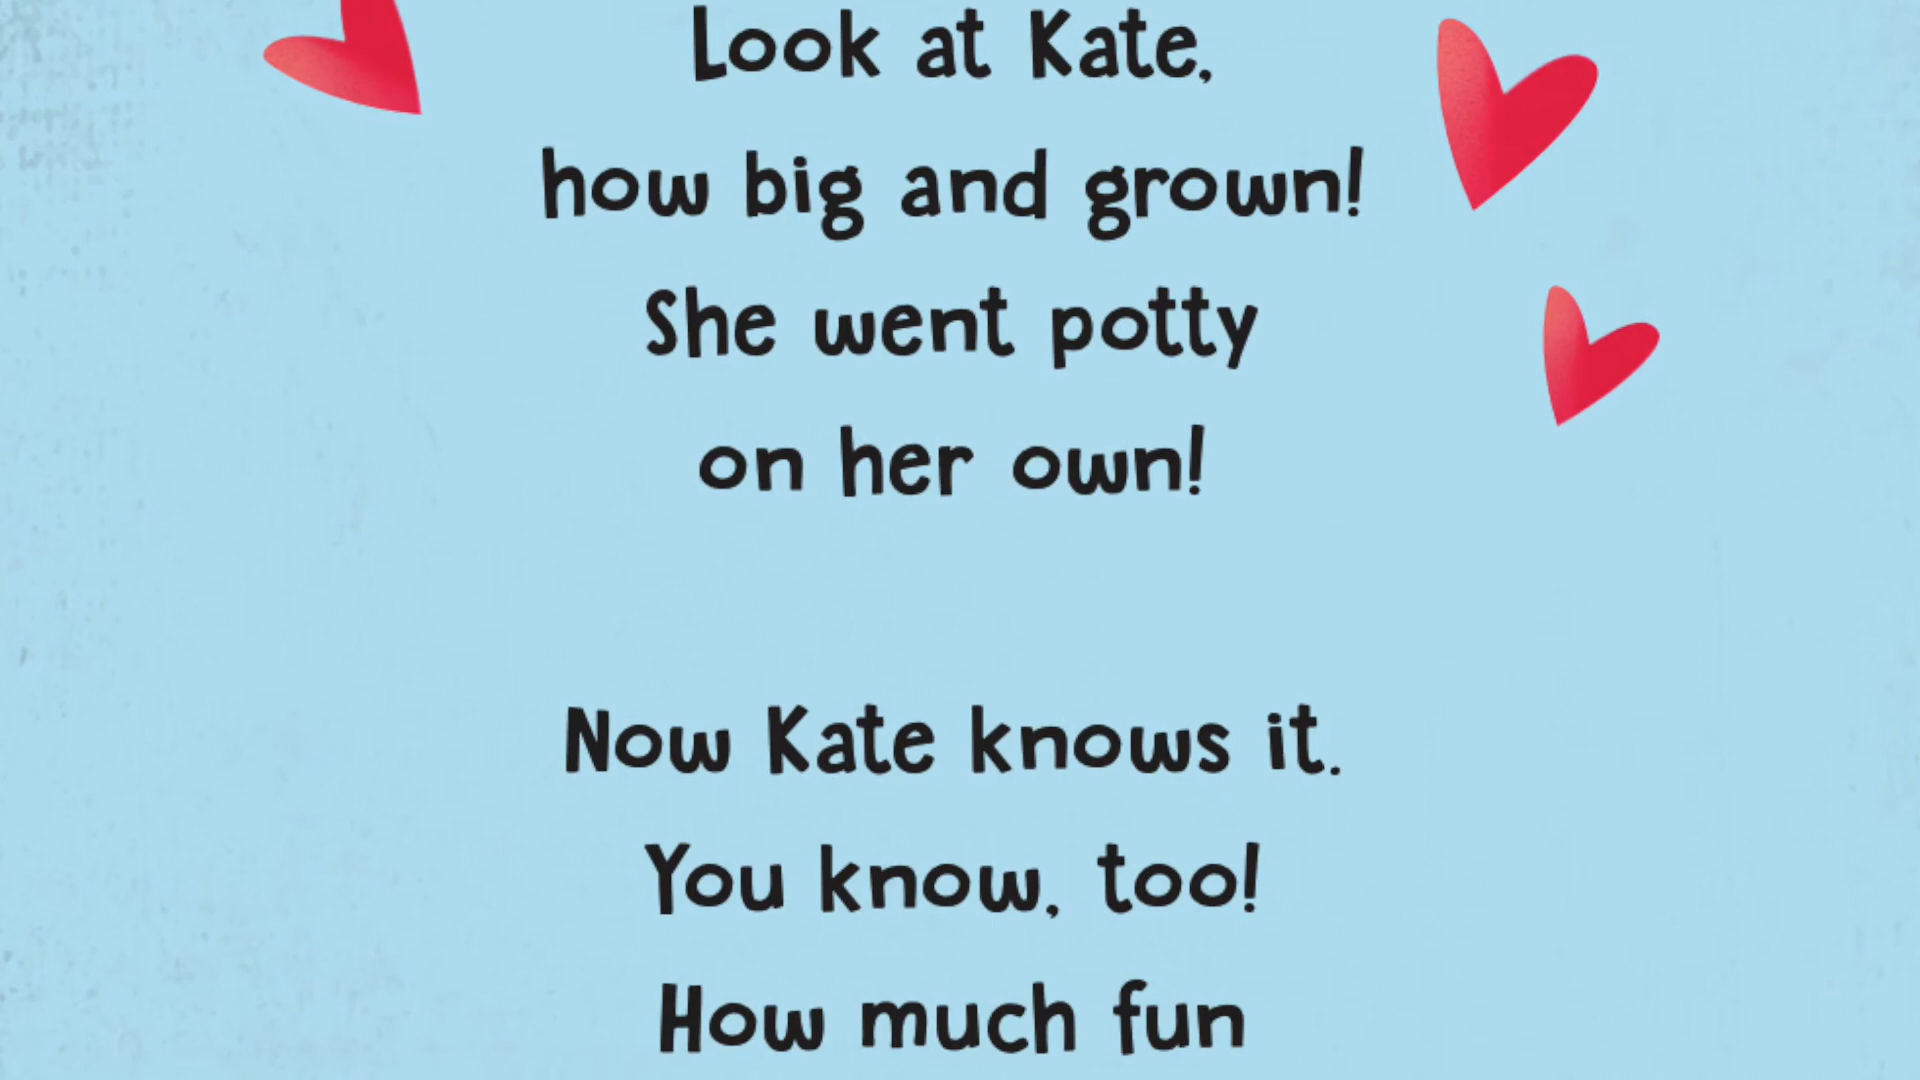 Look at Kate,
how big and grown!
She went potty
on her own!
Now Kate knows it.
You know, too!
How much fun